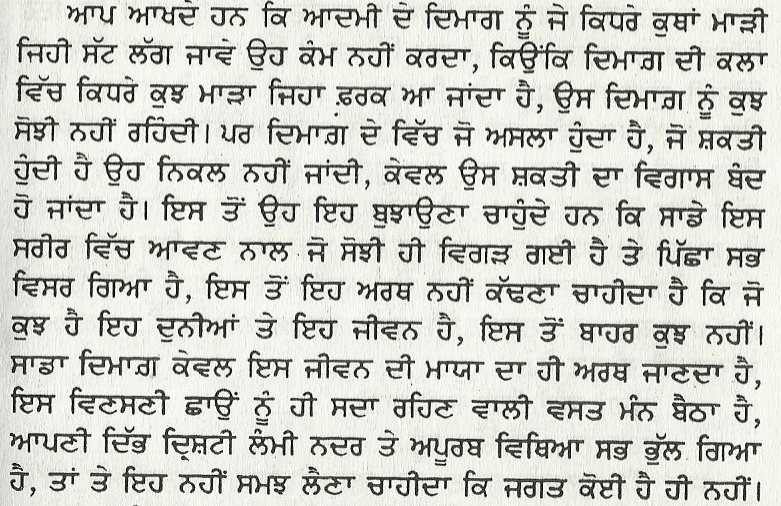 ਆਪ ਆਖਦੇ ਹਨ ਕਿ ਆਦਮੀ ਦੇ ਦਿਮਾਗ ਨੂੰ ਜੇ ਕਿਧਰੇ ਕੁਥਾਂ ਮਾੜੀ
ਜਿਹੀ ਸੱਟ ਲੱਗ ਜਾਵੇ ਉਹ ਕੰਮ ਨਹੀਂ ਕਰਦਾ, ਕਿਉਂਕਿ ਦਿਮਾਗ਼ ਦੀ ਕਲਾ
ਵਿੱਚ ਕਿਧਰੇ ਕੁਝ ਮਾੜਾ ਜਿਹਾ ਫ਼ਰਕ ਆ ਜਾਂਦਾ ਹੈ, ਉਸ ਦਿਮਾਗ਼ ਨੂੰ ਕੁਝ
ਸੋਝੀ ਨਹੀਂ ਰਹਿੰਦੀ। ਪਰ ਦਿਮਾਗ਼ ਦੇ ਵਿੱਚ ਜੋ ਅਸਲਾ ਹੁੰਦਾ ਹੈ, ਜੋ ਸ਼ਕਤੀ
ਹੁੰਦੀ ਹੈ ਉਹ ਨਿਕਲ ਨਹੀਂ ਜਾਂਦੀ, ਕੇਵਲ ਉਸ ਸ਼ਕਤੀ ਦਾ ਵਿਗਾਸ ਬੰਦ
ਹੋ ਜਾਂਦਾ ਹੈ। ਇਸ ਤੋਂ ਉਹ ਇਹ ਬੁਝਾਉਣਾ ਚਾਹੁੰਦੇ ਹਨ ਕਿ ਸਾਡੇ ਇਸ
ਸਰੀਰ ਵਿੱਚ ਆਵਣ ਨਾਲ ਜੋ ਸੋਝੀ ਹੀ ਵਿਗੜ ਗਈ ਹੈ ਤੇ ਪਿੱਛਾ ਸਭ
ਵਿਸਰ ਗਿਆ ਹੈ, ਇਸ ਤੋਂ ਇਹ ਅਰਥ ਨਹੀਂ ਕੱਢਣਾ ਚਾਹੀਦਾ ਹੈ ਕਿ ਜੋ
ਕੁਝ ਹੈ ਇਹ ਦੁਨੀਆਂ ਤੇ ਇਹ ਜੀਵਨ ਹੈ, ਇਸ ਤੋਂ ਬਾਹਰ ਕੁਝ ਨਹੀਂ।
ਸਾਡਾ ਦਿਮਾਗ਼ ਕੇਵਲ ਇਸ ਜੀਵਨ ਦੀ ਮਾਯਾ ਦਾ ਹੀ ਅਰਥ ਜਾਣਦਾ ਹੈ,
ਇਸ ਵਿਣਸਣੀ ਛਾਉਂ ਨੂੰ ਹੀ ਸਦਾ ਰਹਿਣ ਵਾਲੀ ਵਸਤ ਮੰਨ ਬੈਠਾ ਹੈ,
ਆਪਣੀ ਦਿੱਭ ਦ੍ਰਿਸ਼ਟੀ ਲੰਮੀ ਨਦਰ ਤੇ ਅਪੂਰਬ ਵਿਥਿਆ ਸਭ ਭੁੱਲ ਗਿਆ
ਹੈ, ਤਾਂ ਤੇ ਇਹ ਨਹੀਂ ਸਮਝ ਲੈਣਾ ਚਾਹੀਦਾ ਕਿ ਜਗਤ ਕੋਈ ਹੈ ਹੀ ਨਹੀਂ।